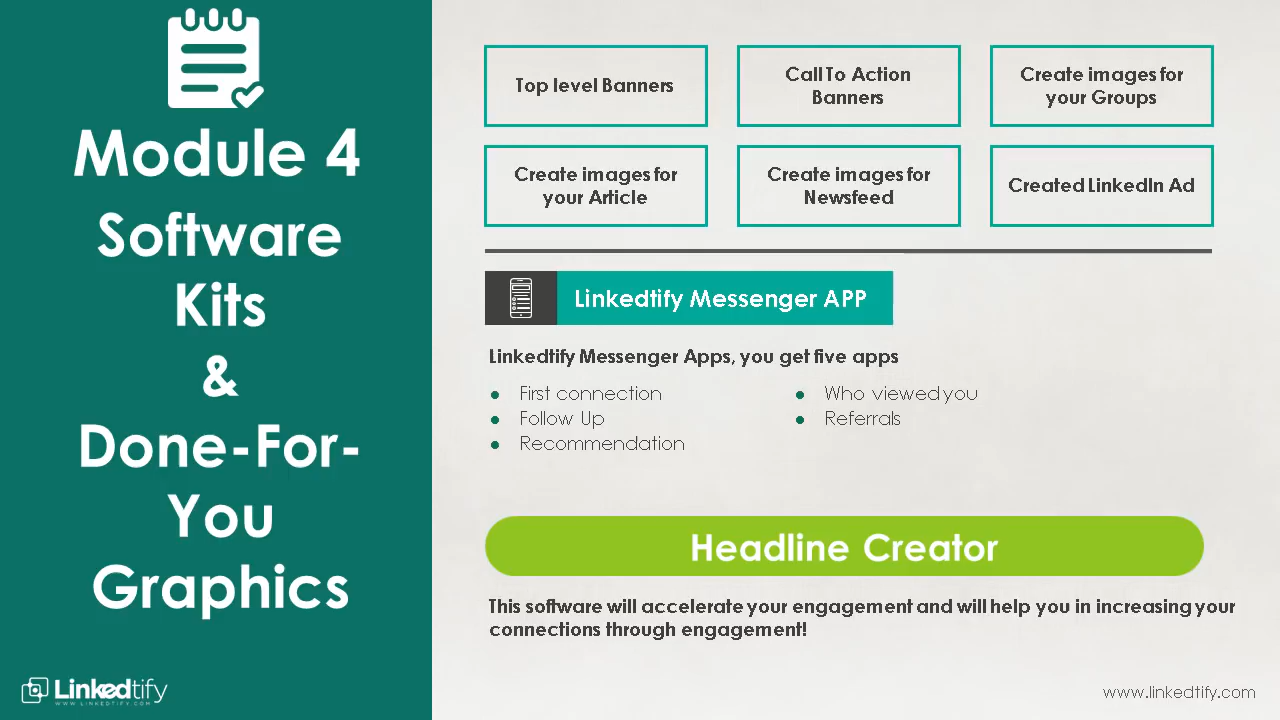 Module 4
Software
Kits
&
Done-For-
You
Graphics
Linkedtify
WWW.LINKEDTIFY.COM
Top level Banners
Call To Action
Banners
Create images for
your Groups
Create images for
your Article
Create images for
Newsfeed
Created LinkedIn Ad
Linkedtify Messenger APP
Linkedtify Messenger Apps, you get five apps
● First connection
● Follow Up
● Recommendation
● Who viewed you
● Referrals
Headline Creator
This software will accelerate your engagement and will help you in increasing your
connections through engagement!
www.linkedtify.com